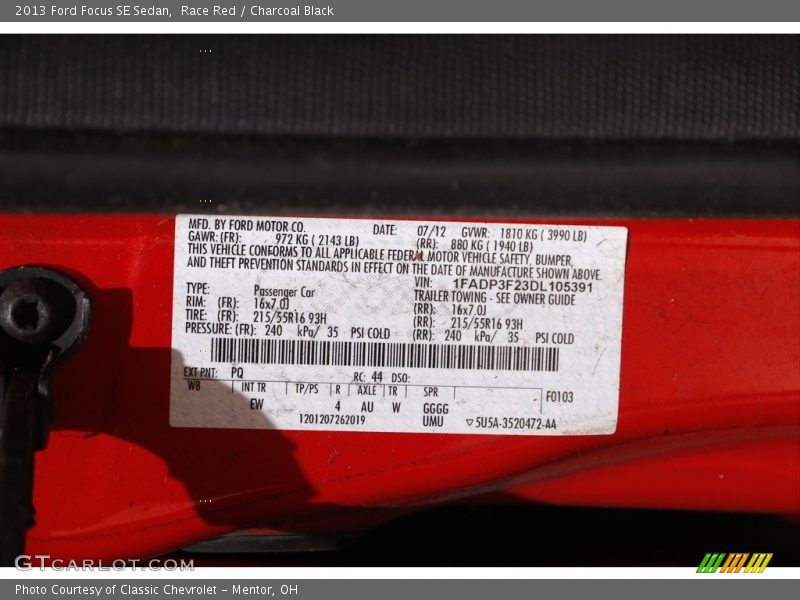 2013 Ford Focus SE Sedan,  Race Red / Charcoal Black
MFD. BY FORD MOTOR CO. DATE: 07/12 GVWR: 1810 KG ( 3990 LB)
GAWR: (FR): 972 KG ( 2143 LB) (RR): 880 KG ( 1940 LB)
THIS VEHICLE CONFORMS TO ALL APPLICABLE FEDERAL MOTOR VEHICLE SAFETY, BUMPER,
AND THEFT PREVENTION STANDARDS IN EFFECT ON THE DATE OF MANUFACTURE SHOWN ABOVE.
VIN: 1FADP3F23DL105391
TYPE: Passenger Car TRAILER TOWING - SEE OWNER GUIDE
RIM: (FR): 16x7.0J (RR): 16x7.0J
TIRE: (FR): 215/55R16 93H (RR): 215/55R16 93H
PRESSURE: (FR): 240 kPa/ 35 PSI COLD (RR): 240 kPa/ 35 PSI COLD
EXT PNT: PQ RC: 44 DSO:
WB INT TR TP/PS R AXLE TR SPR F0103
EW 4 AU W GGGG
1201207262019 UMU ▽5U5A-3520472-AA
GTCARLOT.COM
Photo Courtesy of Classic Chevrolet - Mentor, OH